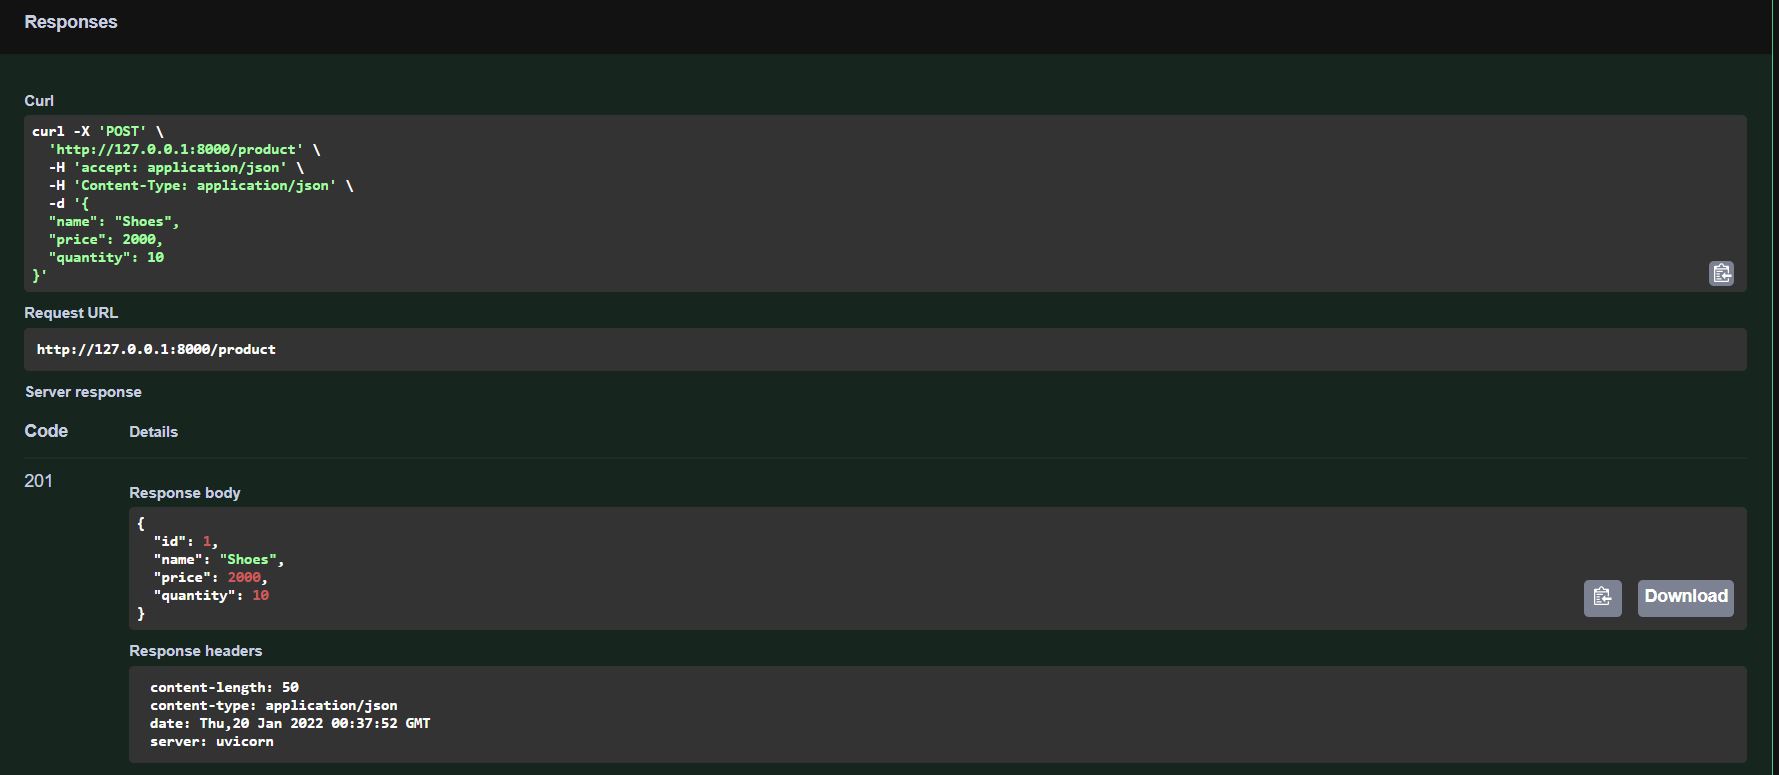 Responses
Curl
curl -X 'POST' \
  'http://127.0.0.1:8000/product' \
  -H 'accept: application/json' \
  -H 'Content-Type: application/json' \
  -d '{
  "name": "Shoes",
  "price": 2000,
  "quantity": 10
}'
Request URL
http://127.0.0.1:8000/product
Server response
Code Details
201
Response body
{
  "id": 1,
  "name": "Shoes",
  "price": 2000,
  "quantity": 10
}
Download
Response headers
content-length: 50
content-type: application/json
date: Thu,20 Jan 2022 00:37:52 GMT
server: uvicorn